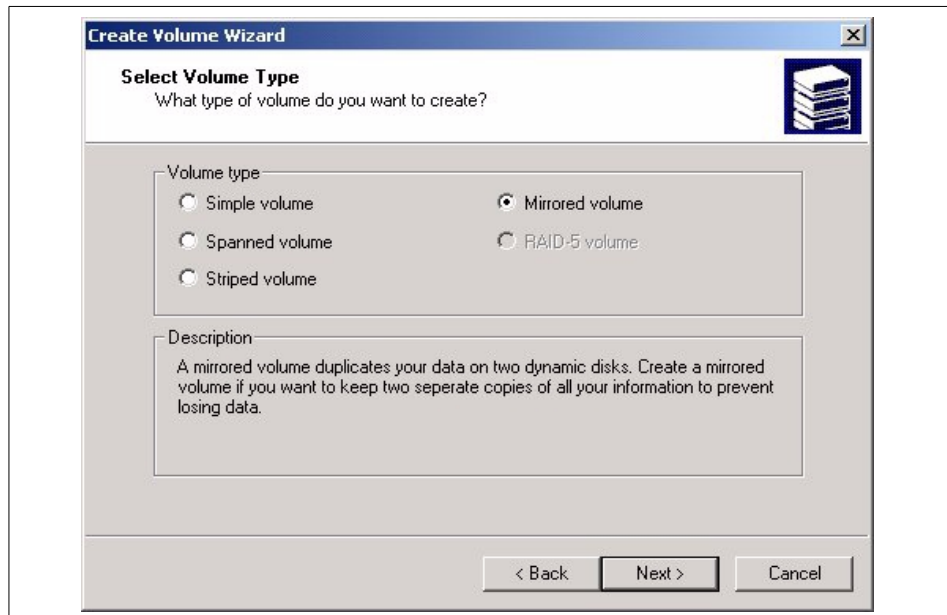 Create Volume Wizard
Select Volume Type
What type of volume do you want to create?
Volume type
Simple volume
Mirrored volume
Spanned volume
RAID-5 volume
Striped volume
Description
A mirrored volume duplicates your data on two dynamic disks. Create a mirrored
volume if you want to keep two seperate copies of all your information to prevent
losing data.
< Back
Next >
Cancel